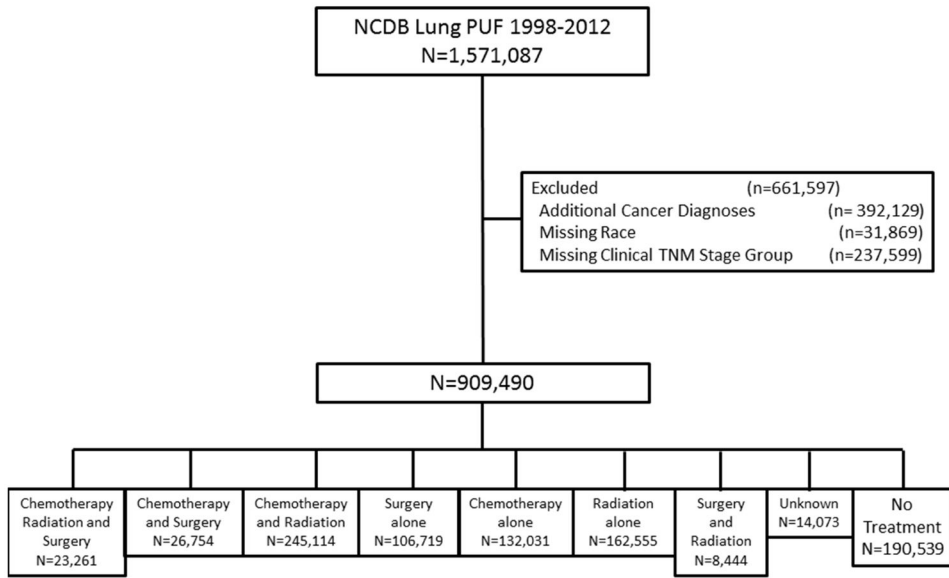 NCDB Lung PUF 1998-2012
N=1,571,087
Excluded (n=661,597)
Additional Cancer Diagnoses (n= 392,129)
Missing Race (n=31,869)
Missing Clinical TNM Stage Group (n=237,599)
N=909,490
Chemotherapy
Radiation and
Surgery
N=23,261
Chemotherapy
and Surgery
N=26,754
Chemotherapy
and Radiation
N=245,114
Surgery
alone
N=106,719
Chemotherapy
alone
N=132,031
Radiation
alone
N=162,555
Surgery
and
Radiation
N=8,444
Unknown
N=14,073
No
Treatment
N=190,539